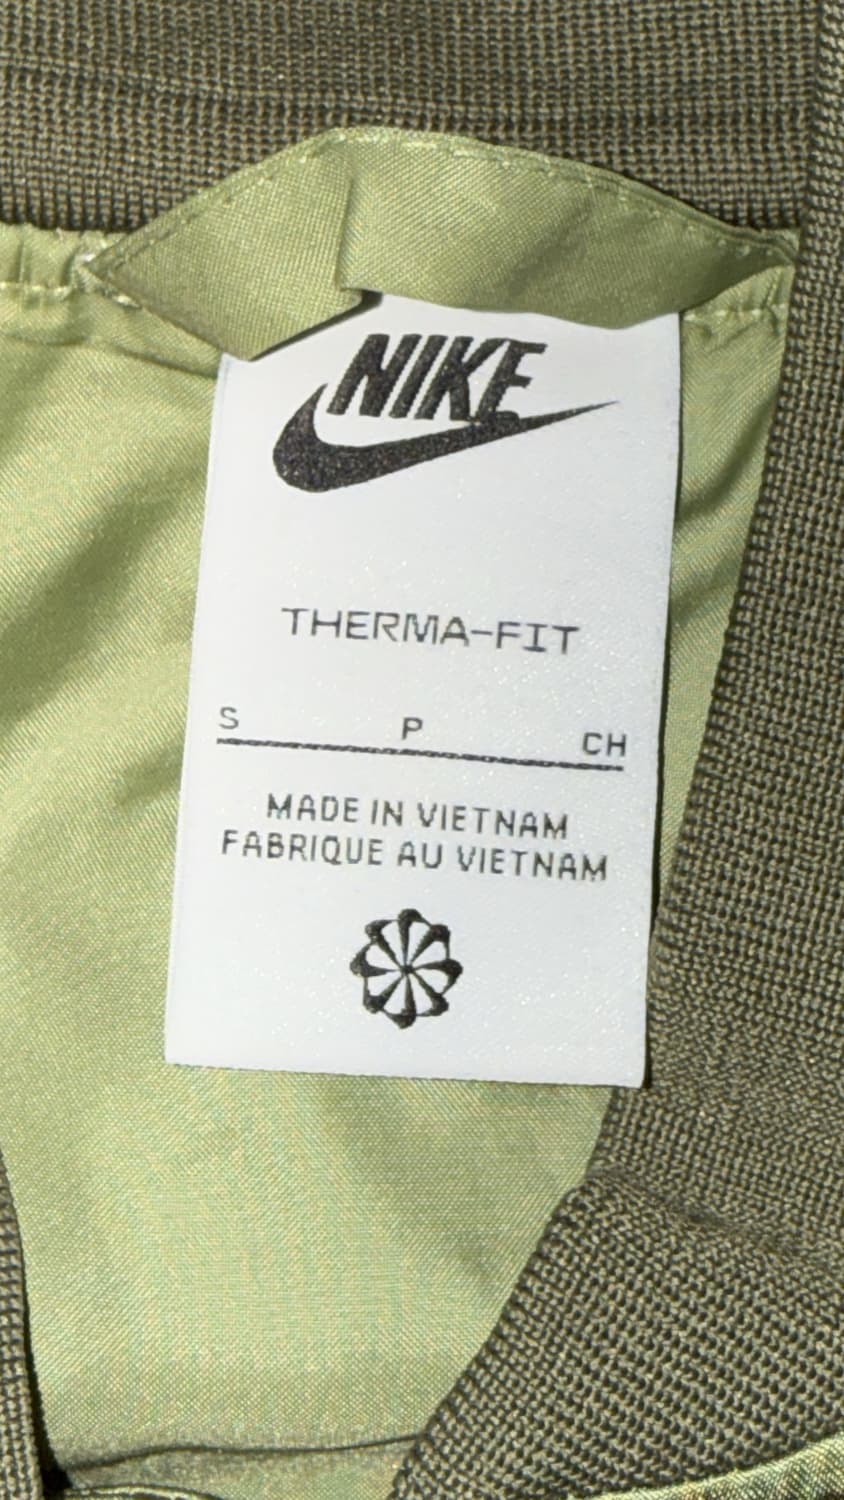 NIKE
THERMA-FIT
S P CH
MADE IN VIETNAM
FABRIQUE AU VIETNAM